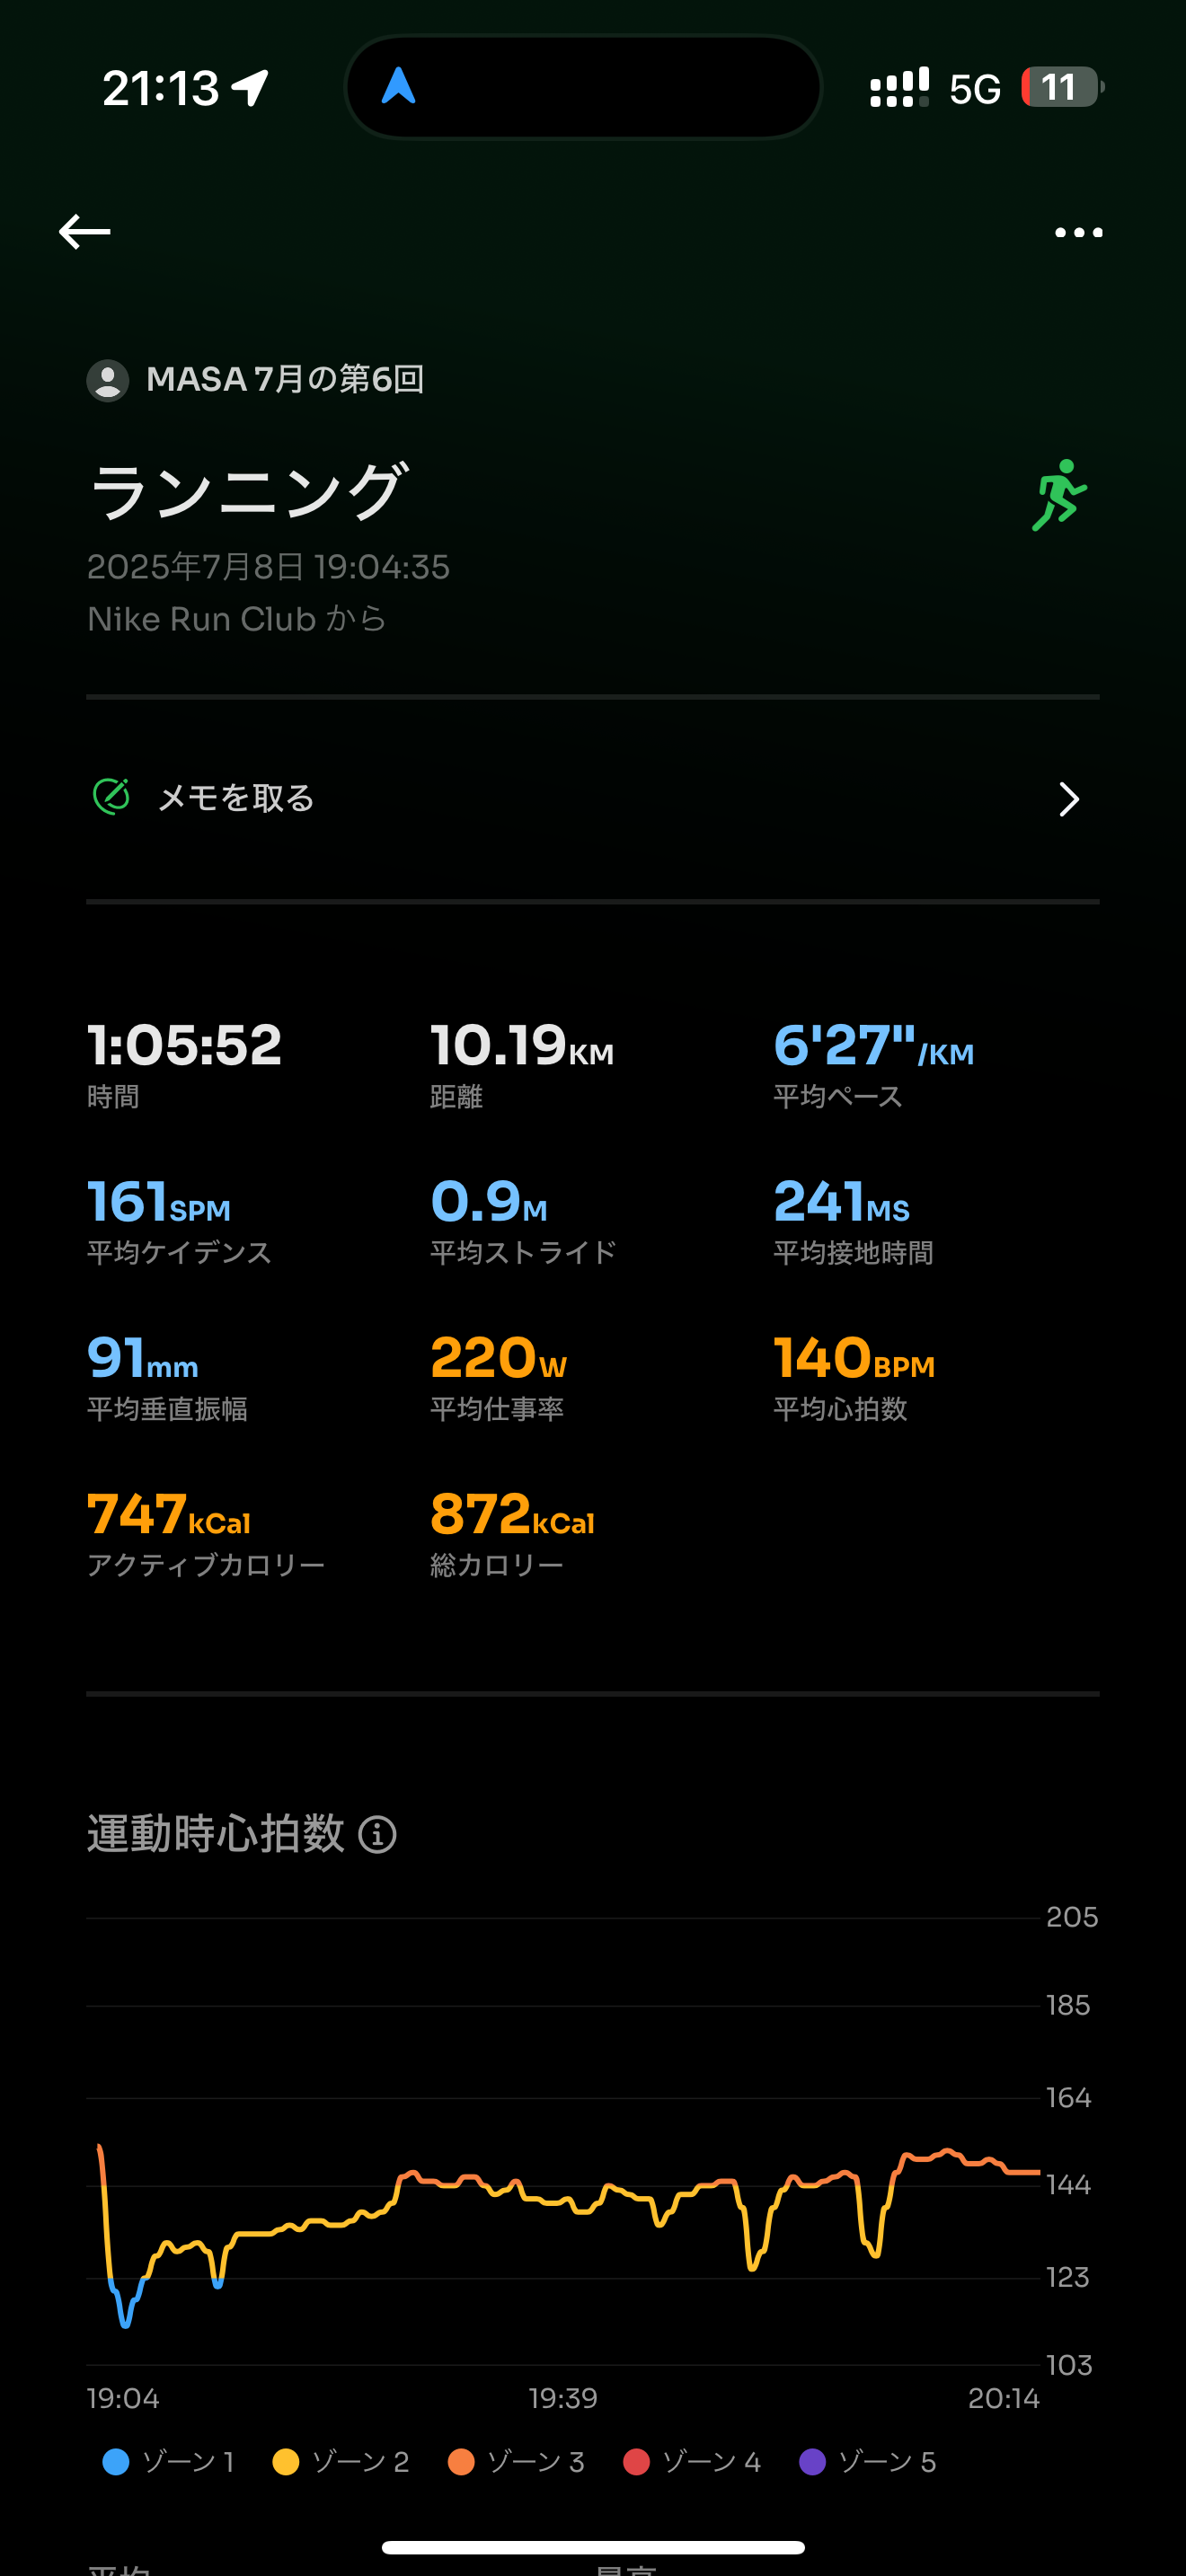 21:13 5G 11
MASA 7月の第6回
ランニング
2025年7月8日 19:04:35
Nike Run Club から
メモを取る
1:05:52 10.19KM 6'27"/KM
時間 距離 平均ペース
161SPM 0.9M 241MS
平均ケイデンス 平均ストライド 平均接地時間
91mm 220W 140BPM
平均垂直振幅 平均仕事率 平均心拍数
747kCal 872kCal
アクティブカロリー 総カロリー
運動時心拍数
205
185
164
144
123
103
19:04 19:39 20:14
ゾーン 1 ゾーン 2 ゾーン 3 ゾーン 4 ゾーン 5